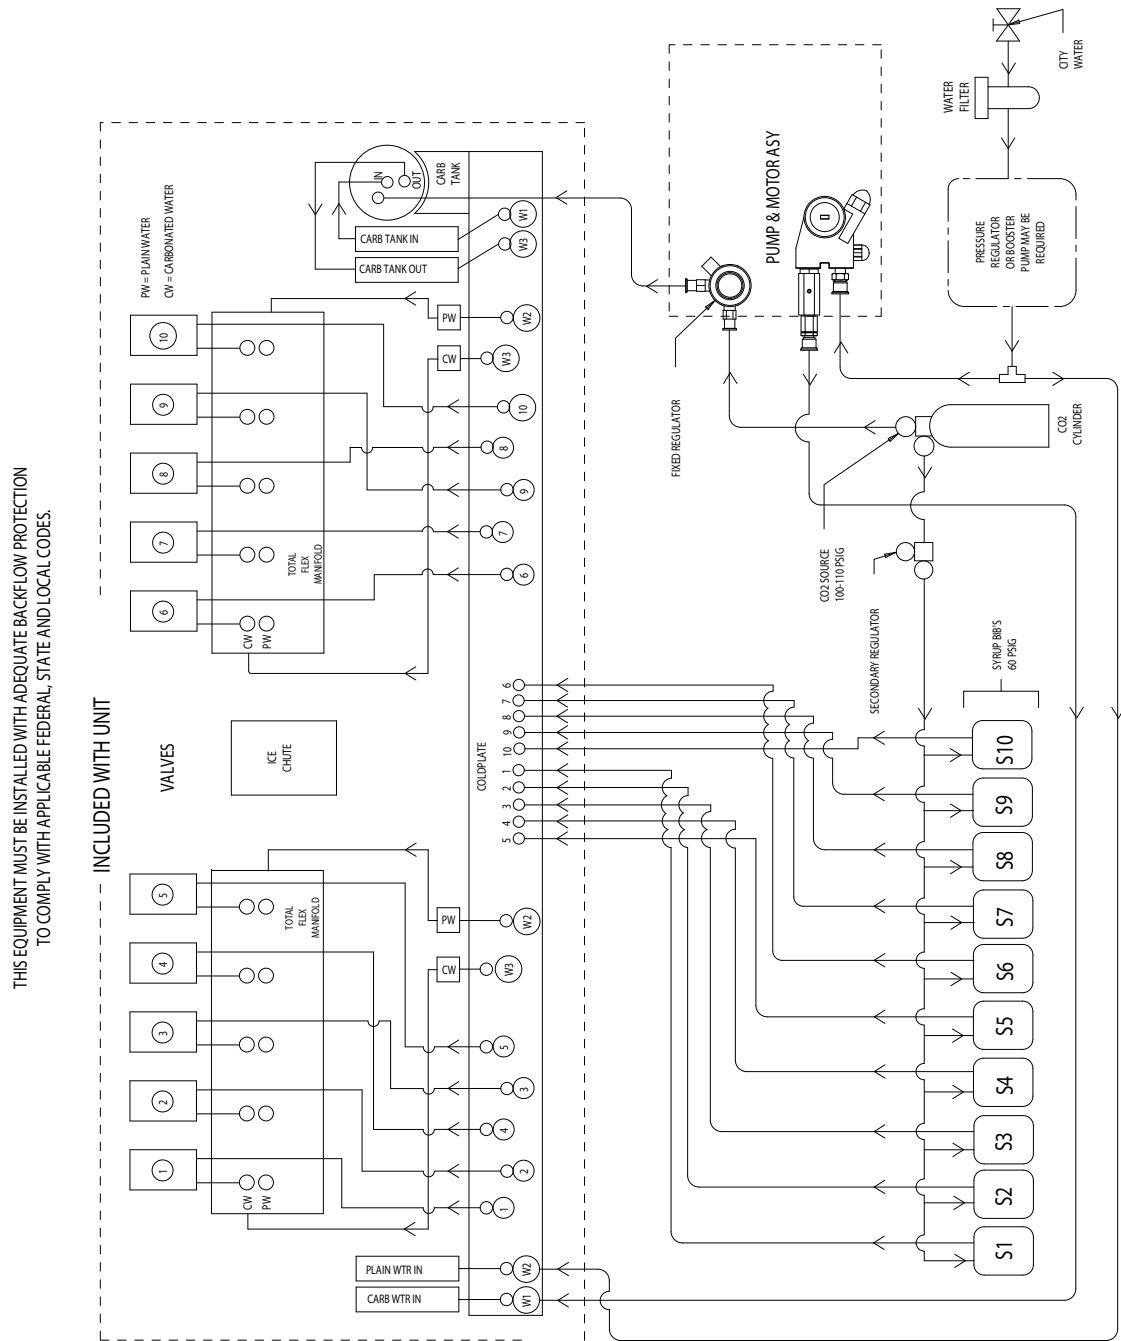 THIS EQUIPMENT MUST BE INSTALLED WITH ADEQUATE BACKFLOW PROTECTION
TO COMPLY WITH APPLICABLE FEDERAL, STATE AND LOCAL CODES.
INCLUDED WITH UNIT
VALVES
PW = PLAIN WATER
CW = CARBONATED WATER
1
2
3
4
5
6
7
8
9
10
ICE
CHUTE
CW
PW
TOTAL
FLEX
MANIFOLD
CW
PW
TOTAL
FLEX
MANIFOLD
IN
OUT
CARB
TANK
PLAIN WTR IN
CARB WTR IN
CARB TANK IN
CARB TANK OUT
CW
PW
CW
PW
W1
W2
1
2
4
3
5
W3
W2
COLDPLATE
6
7
9
8
10
W3
W2
W3
W1
5
4
3
2
1
10
9
8
7
6
FIXED REGULATOR
PUMP & MOTOR ASY
CO2 SOURCE
100-110 PSIG
SECONDARY REGULATOR
SYRUP BIB'S
60 PSIG
CO2
CYLINDER
PRESSURE
REGULATOR
OR BOOSTER
PUMP MAY BE
REQUIRED
WATER
FILTER
CITY
WATER
S1
S2
S3
S4
S5
S6
S7
S8
S9
S10